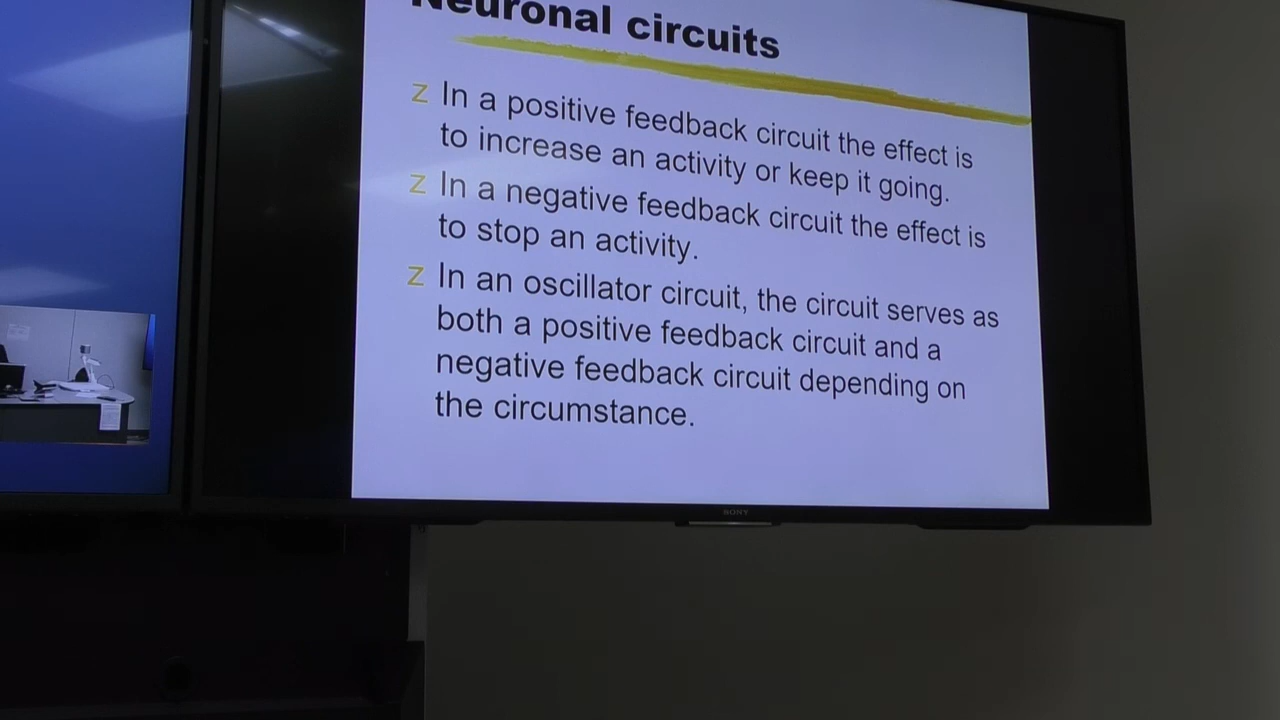 Neuronal circuits
z In a positive feedback circuit the effect is
to increase an activity or keep it going.
z In a negative feedback circuit the effect is
to stop an activity.
z In an oscillator circuit, the circuit serves as
both a positive feedback circuit and a
negative feedback circuit depending on
the circumstance.
SONY